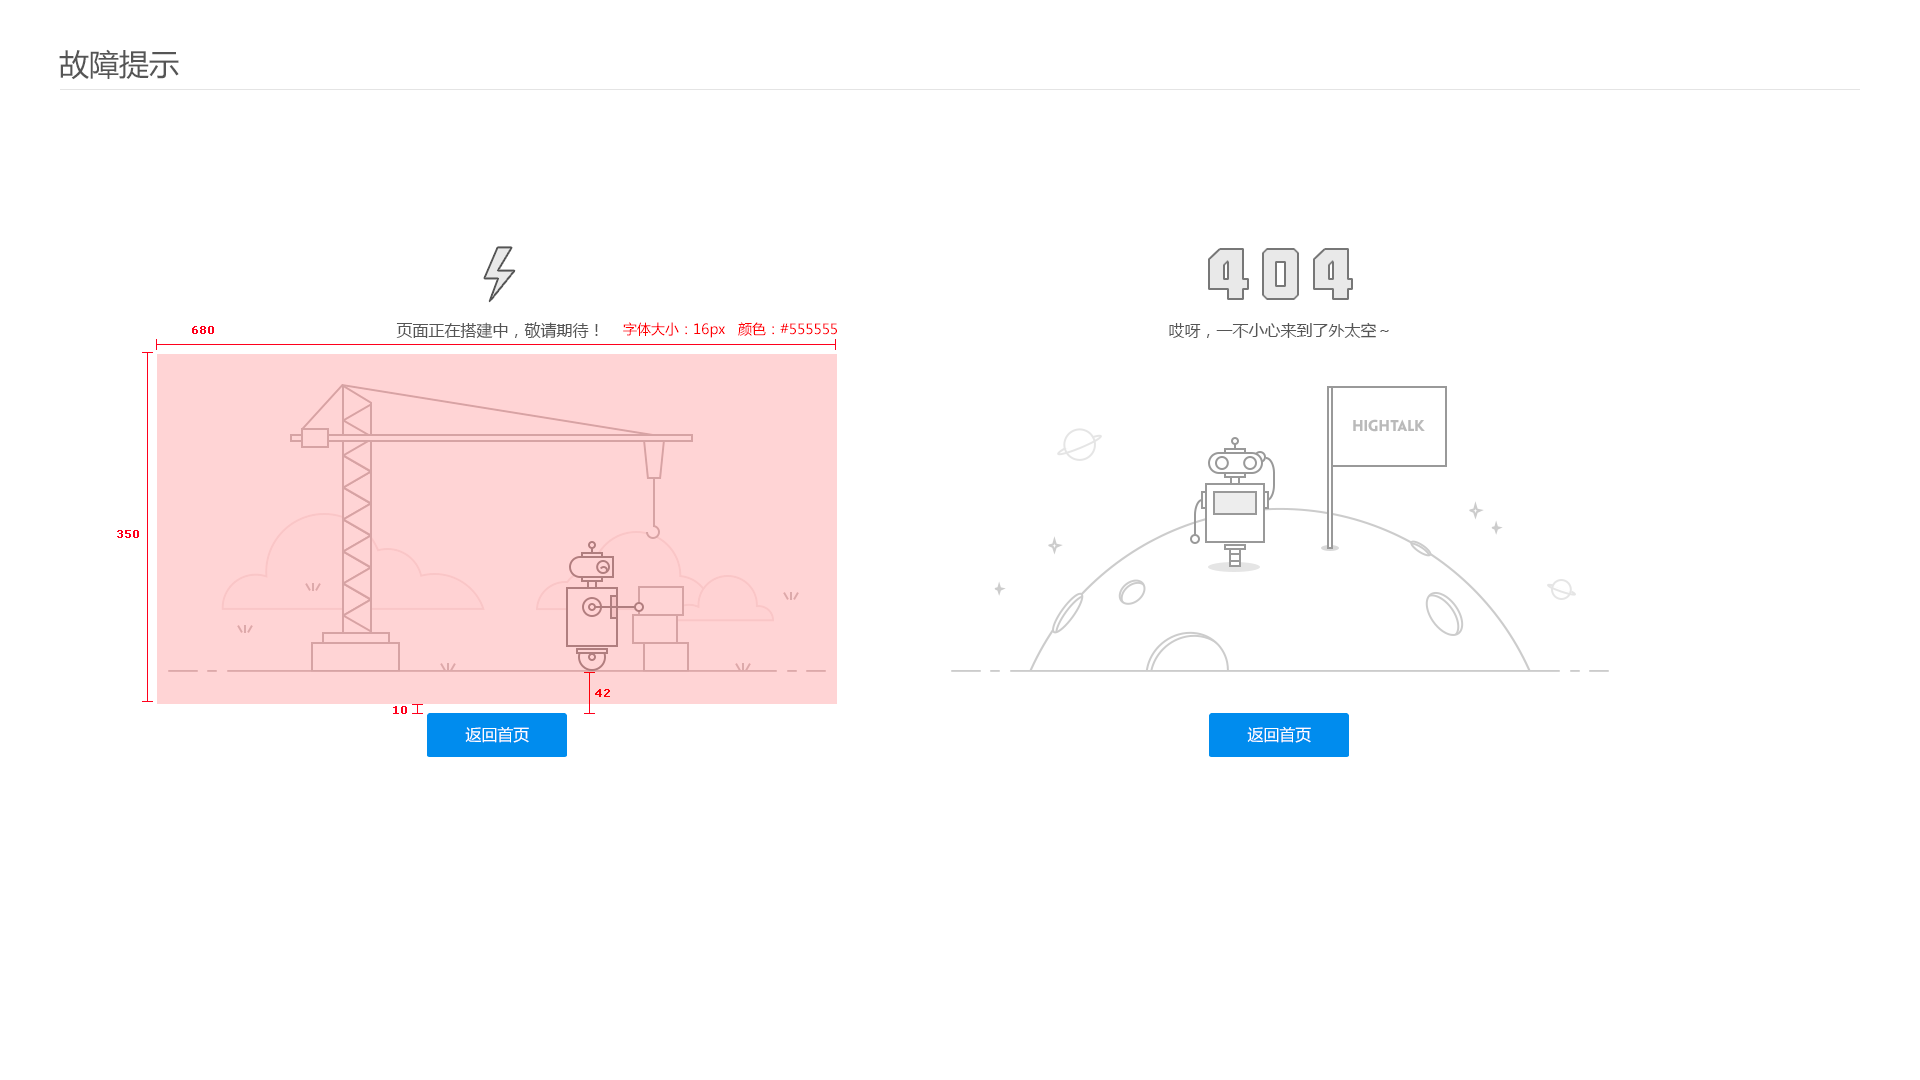 故障提示
404
680
页面正在搭建中，敬请期待！ 字体大小：16px 颜色：#555555
哎呀，一不小心来到了外太空～
HIGHTALK
350
42
10
返回首页
返回首页